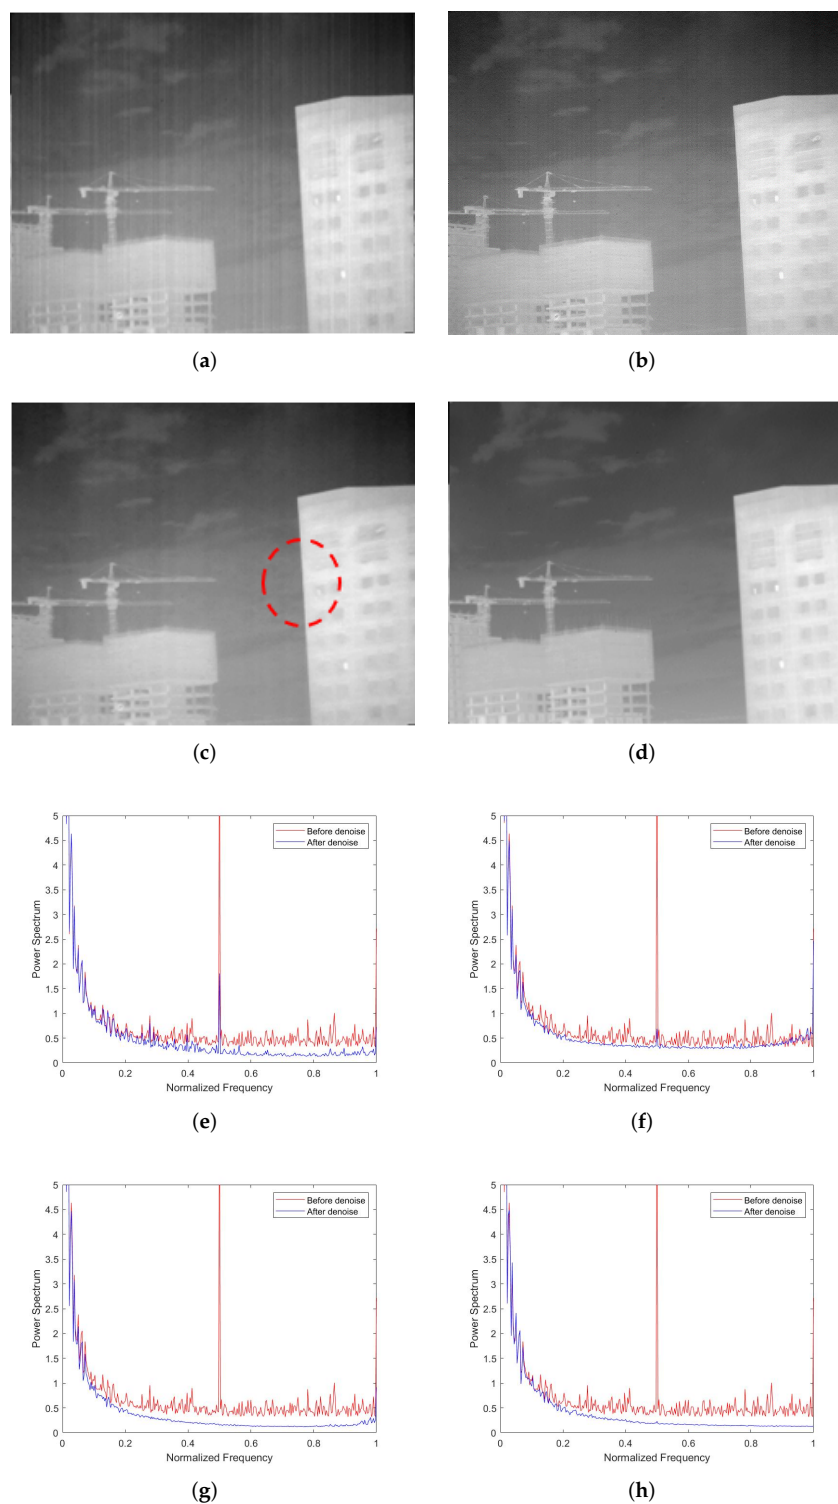 (a)
(b)
(c)
(d)
5
4.5
4
3.5
3
2.5
2
1.5
1
0.5
0
Power Spectrum
Before denoise
After denoise
0 0.2 0.4 0.6 0.8 1
Normalized Frequency
(e)
5
4.5
4
3.5
3
2.5
2
1.5
1
0.5
0
Power Spectrum
Before denoise
After denoise
0 0.2 0.4 0.6 0.8 1
Normalized Frequency
(f)
5
4.5
4
3.5
3
2.5
2
1.5
1
0.5
0
Power Spectrum
Before denoise
After denoise
0 0.2 0.4 0.6 0.8 1
Normalized Frequency
(g)
5
4.5
4
3.5
3
2.5
2
1.5
1
0.5
0
Power Spectrum
Before denoise
After denoise
0 0.2 0.4 0.6 0.8 1
Normalized Frequency
(h)